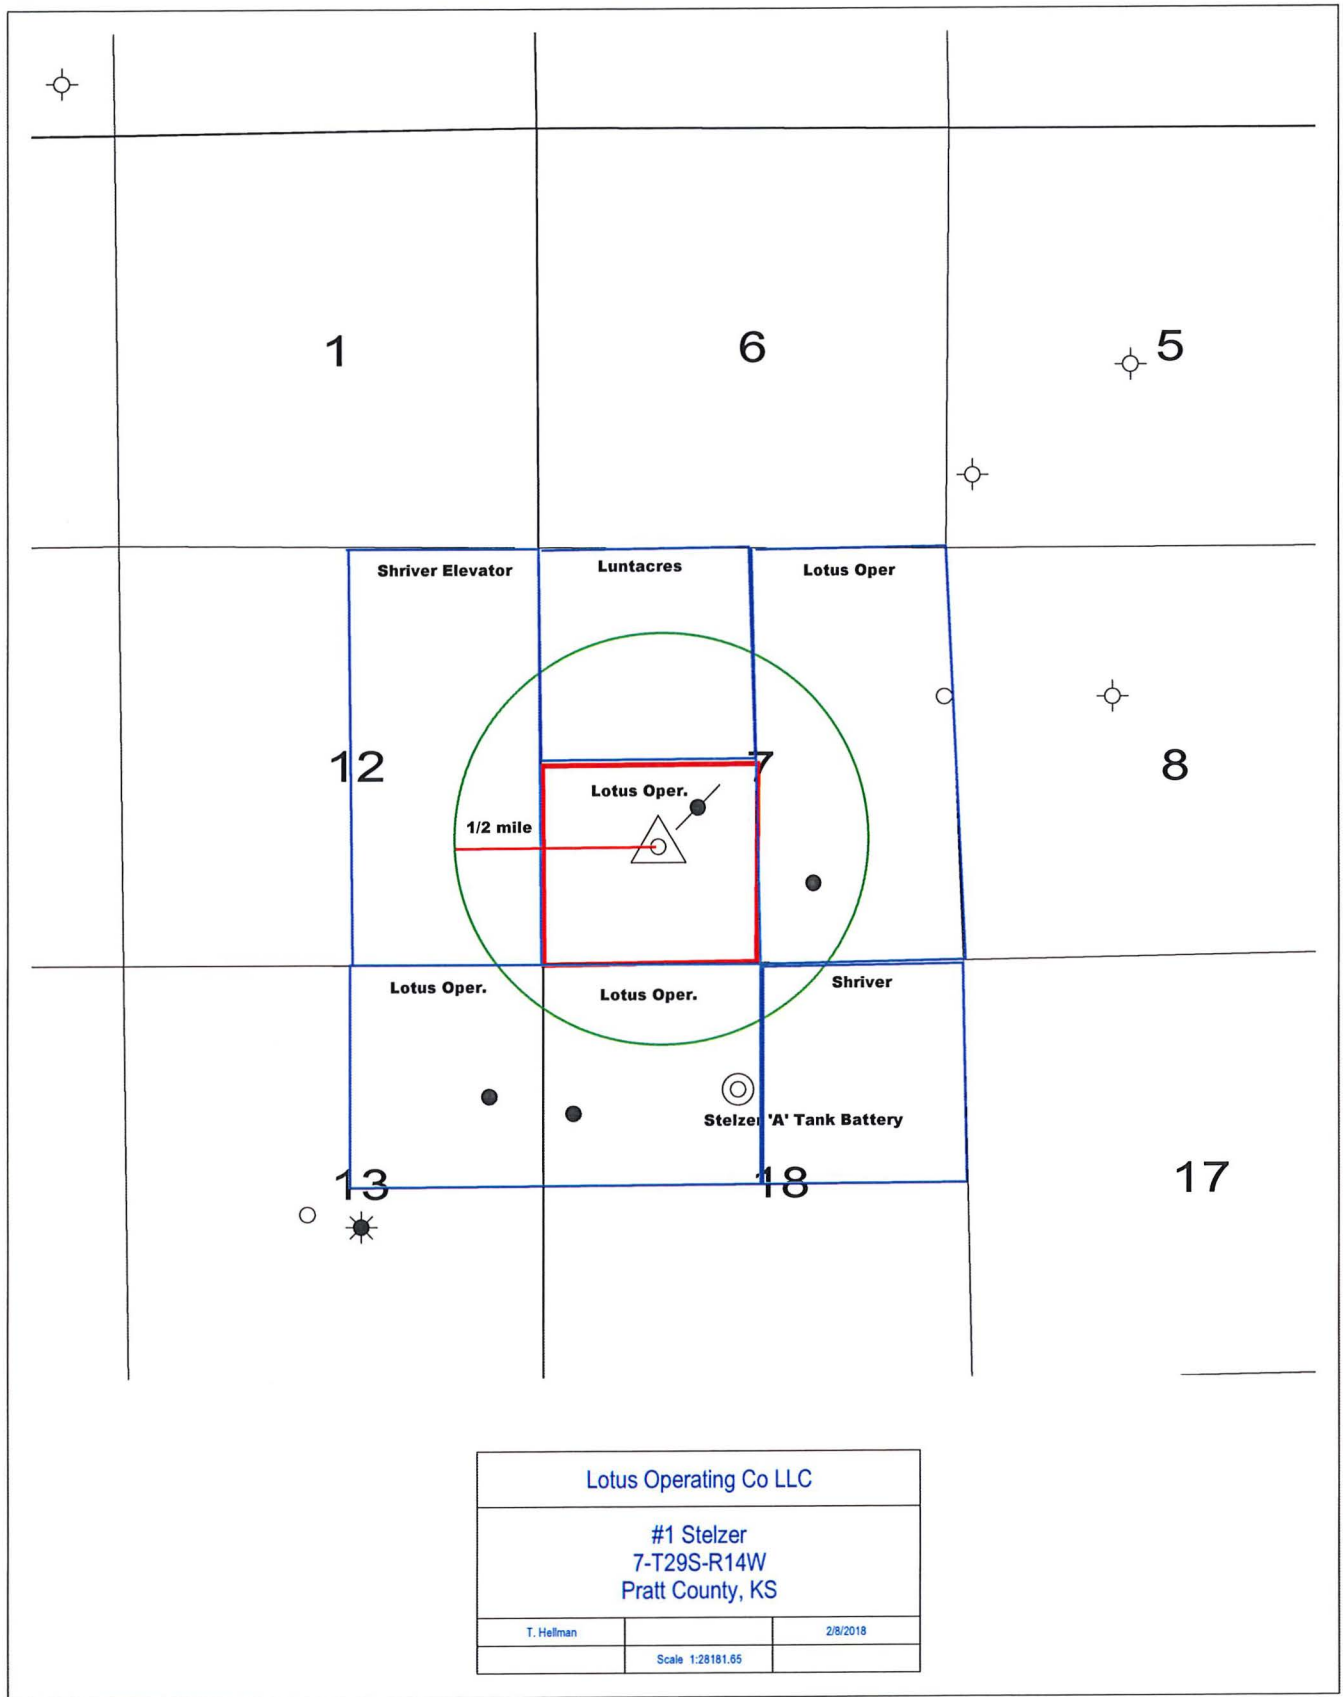 1
6
5
Shriver Elevator
Luntacres
Lotus Oper
12
7
8
Lotus Oper.
1/2 mile
Lotus Oper.
Lotus Oper.
Shriver
Stelzer 'A' Tank Battery
13
18
17
Lotus Operating Co LLC
#1 Stelzer
7-T29S-R14W
Pratt County, KS
T. Hellman
2/8/2018
Scale 1:28181.65